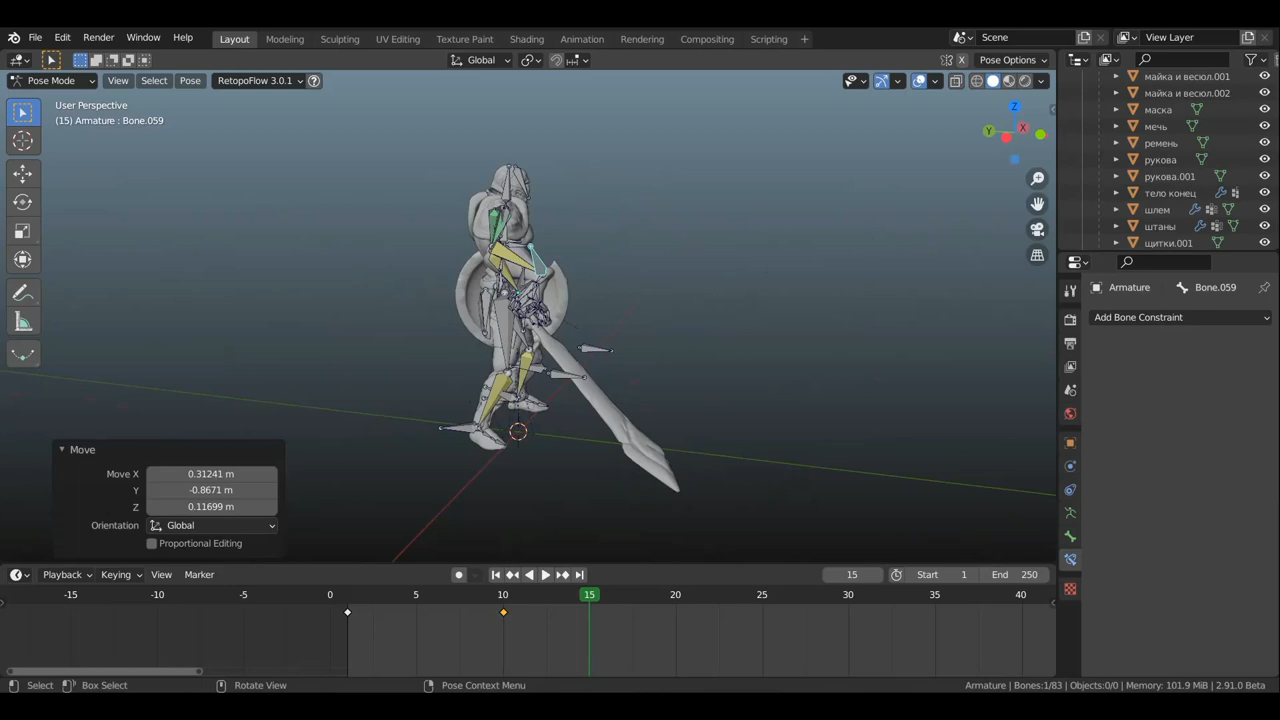 File Edit Render Window Help Layout Modeling Sculpting UV Editing Texture Paint Shading Animation Rendering Compositing Scripting + Scene View Layer
Global X Pose Options
Pose Mode View Select Pose RetopoFlow 3.0.1 ?
User Perspective
(15) Armature : Bone.059
Z
Y X
майка и весюл.001
майка и весюл.002
маска
мечь
ремень
рукова
рукова.001
тело конец
шлем
штаны
щитки.001
Armature Bone.059
Add Bone Constraint
Move
Move X 0.31241 m
Y -0.8671 m
Z 0.11699 m
Orientation Global
Proportional Editing
Playback Keying View Marker 15 Start 1 End 250
-15 -10 -5 0 5 10 15 20 25 30 35 40
Select Box Select Rotate View Pose Context Menu Armature | Bones:1/83 | Objects:0/0 | Memory: 101.9 MiB | 2.91.0 Beta